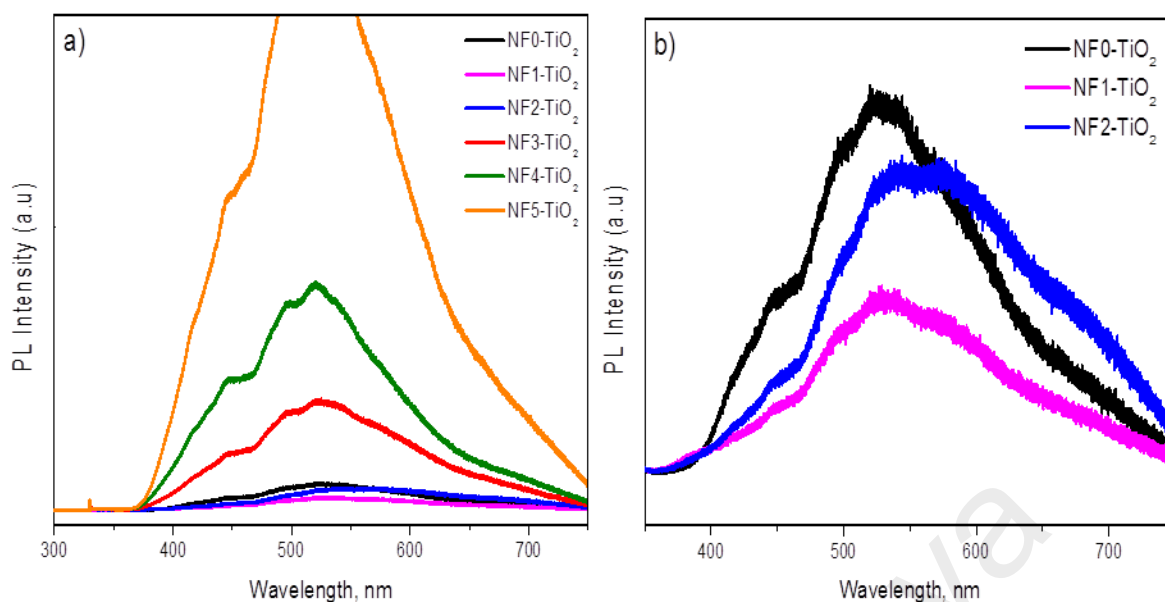 a)
NF0-TiO₂
NF1-TiO₂
NF2-TiO₂
NF3-TiO₂
NF4-TiO₂
NF5-TiO₂
PL Intensity (a.u)
300 400 500 600 700
Wavelength, nm
b)
NF0-TiO₂
NF1-TiO₂
NF2-TiO₂
PL Intensity (a.u)
400 500 600 700
Wavelength, nm